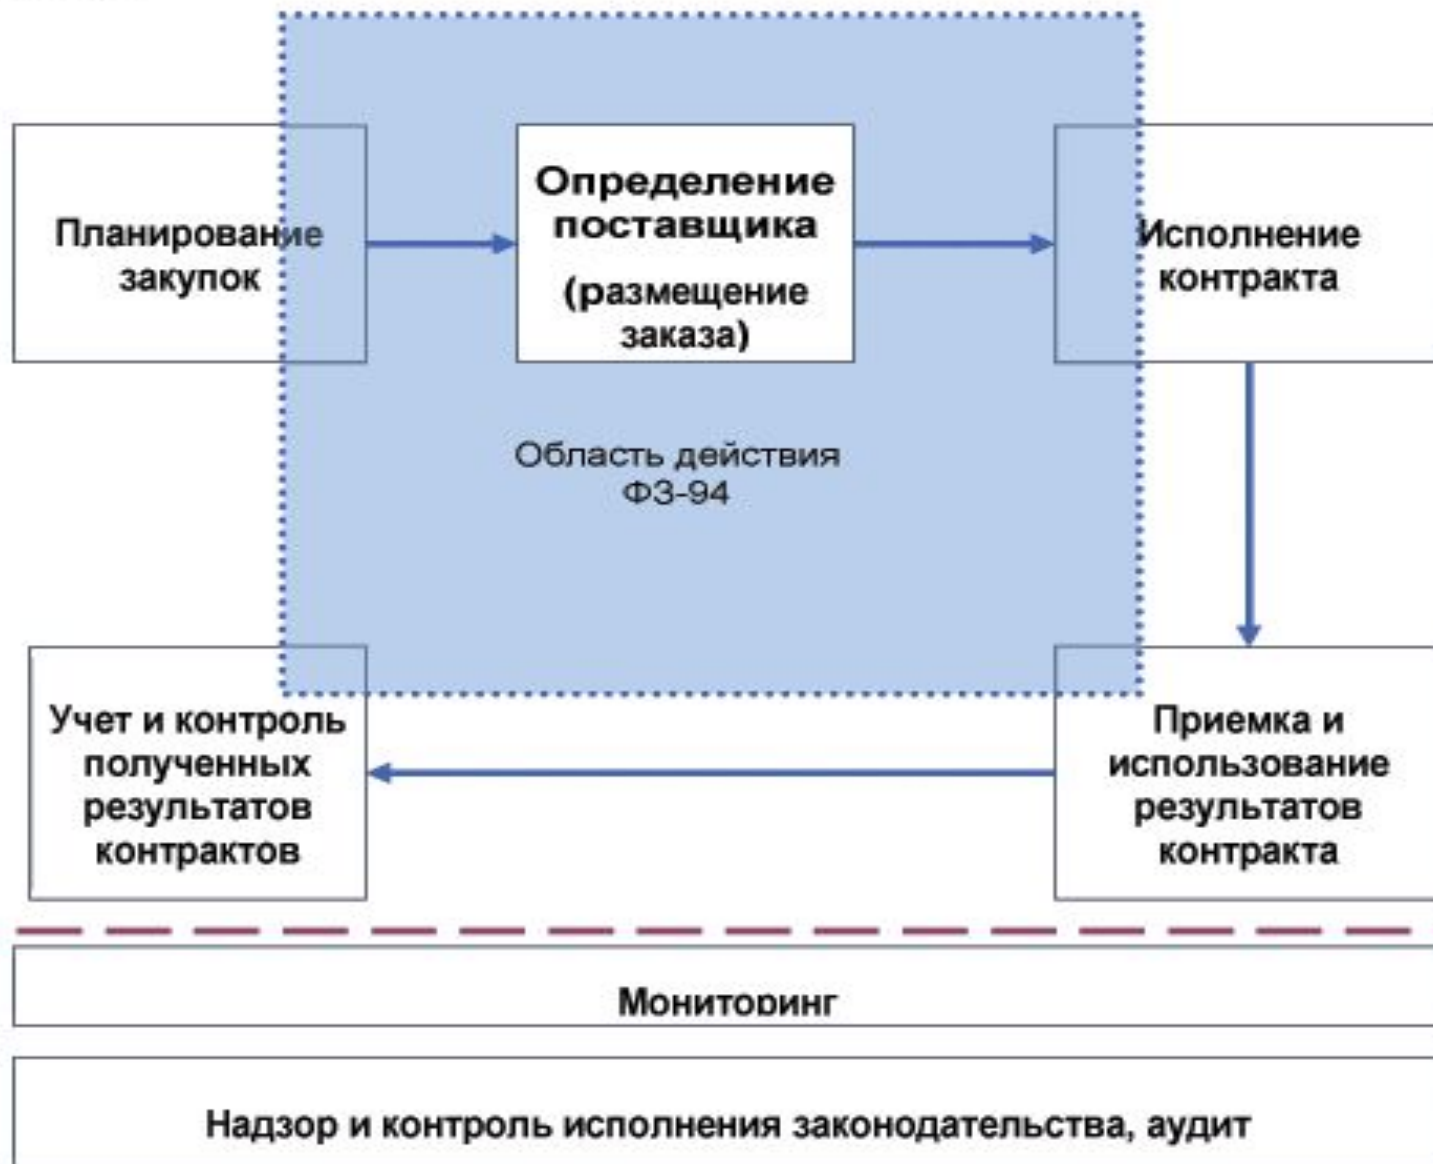 Планирование
закупок
Определение
поставщика
(размещение
заказа)
Исполнение
контракта
Область действия
ФЗ-94
Учет и контроль
полученных
результатов
контрактов
Приемка и
использование
результатов
контракта
Мониторинг
Надзор и контроль исполнения законодательства, аудит